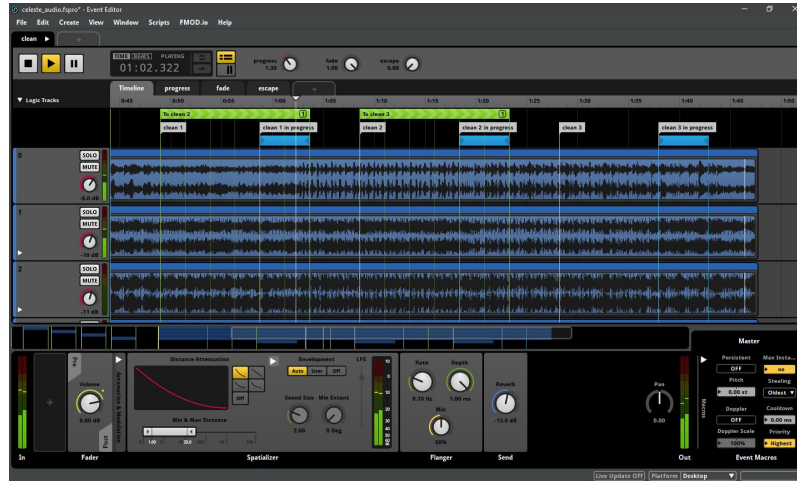 celeste_audio.fspro* - Event Editor
File Edit Create View Window Scripts FMOD.io Help
clean
TIME BEATS PLAYING
01:02.322
progress 1.30
fade 1.00
escape 0.00
Timeline progress fade escape
Logic Tracks
0:45 0:50 0:55 1:00 1:10 1:15 1:20 1:25 1:30 1:35 1:40 1:45 1:50
To clean 2 1 To clean 3 1
clean 1 clean 1 in progress clean 2 clean 2 in progress clean 3 clean 3 in progress
0 SOLO
MUTE
-8.0 dB
1 SOLO
MUTE
-10 dB
2 SOLO
MUTE
-11 dB
Master
Pre
Volume
0.00 dB
Post
Automation & Modulation
Distance Attenuation
Off
Min & Max Distance
1.00 20.0
Envelopment
Auto User Off
Sound Size Min Extent
2.00 0 Deg
LFE
Rate Depth
0.10 Hz 1.00 ms
Mix
50%
Reverb
-12.0 dB
Pan
0.00
Macros
Persistent Max Insta...
OFF oo
Pitch Stealing
0.00 st Oldest
Doppler Cooldown
OFF 0.00 ms
Doppler Scale Priority
100% Highest
In Fader Spatializer Flanger Send Out Event Macros
Live Update Off Platform Desktop